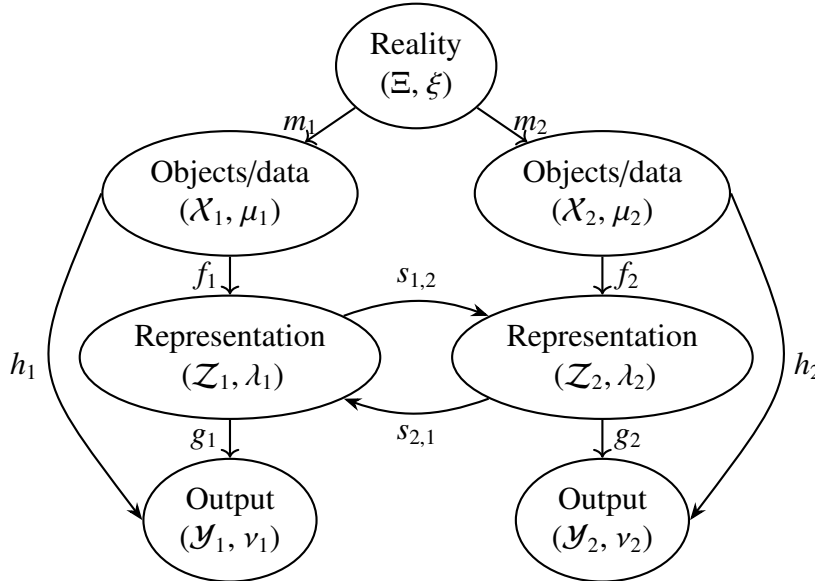 Reality
(Ξ, ξ)
m₁
m₂
Objects/data
(𝒳₁, μ₁)
Objects/data
(𝒳₂, μ₂)
f₁
s₁,₂
f₂
Representation
(𝒵₁, λ₁)
Representation
(𝒵₂, λ₂)
h₁
h₂
g₁
s₂,₁
g₂
Output
(𝒴₁, ν₁)
Output
(𝒴₂, ν₂)